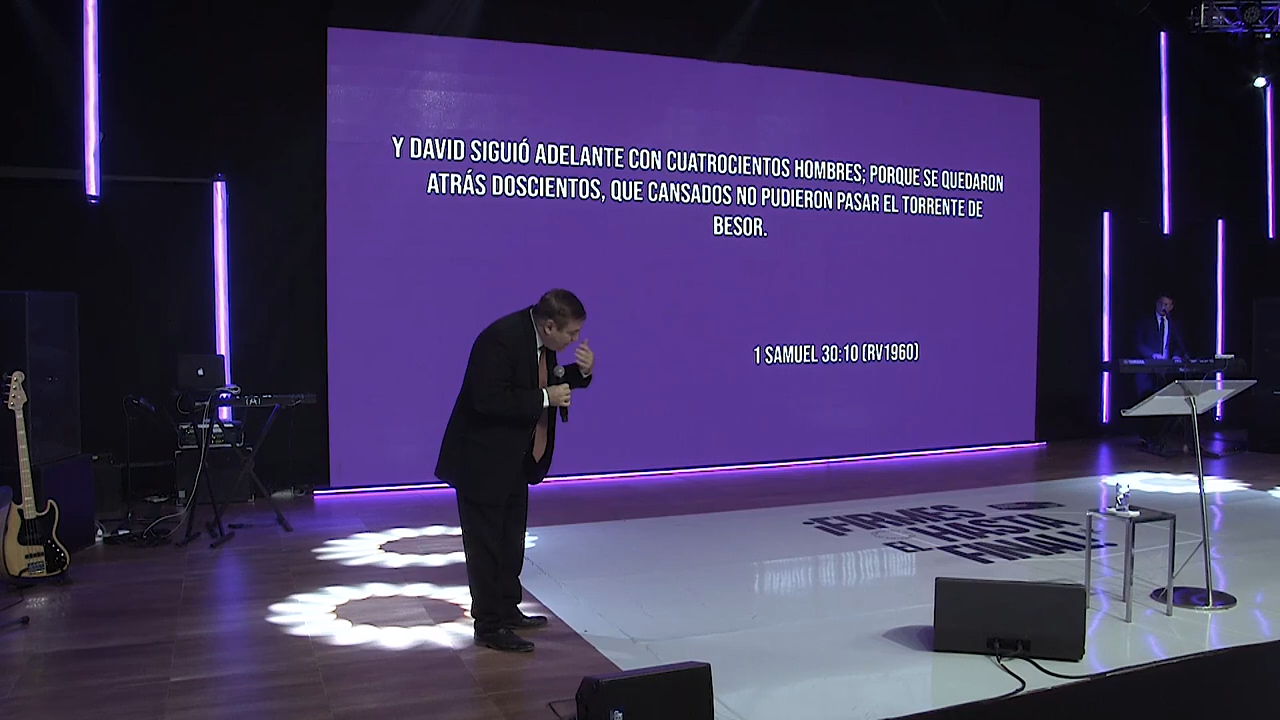 Y DAVID SIGUIÓ ADELANTE CON CUATROCIENTOS HOMBRES; PORQUE SE QUEDARON
ATRÁS DOSCIENTOS, QUE CANSADOS NO PUDIERON PASAR EL TORRENTE DE
BESOR.
1 SAMUEL 30:10 (RV1960)
¡FIRMES
HASTA
FINAL!